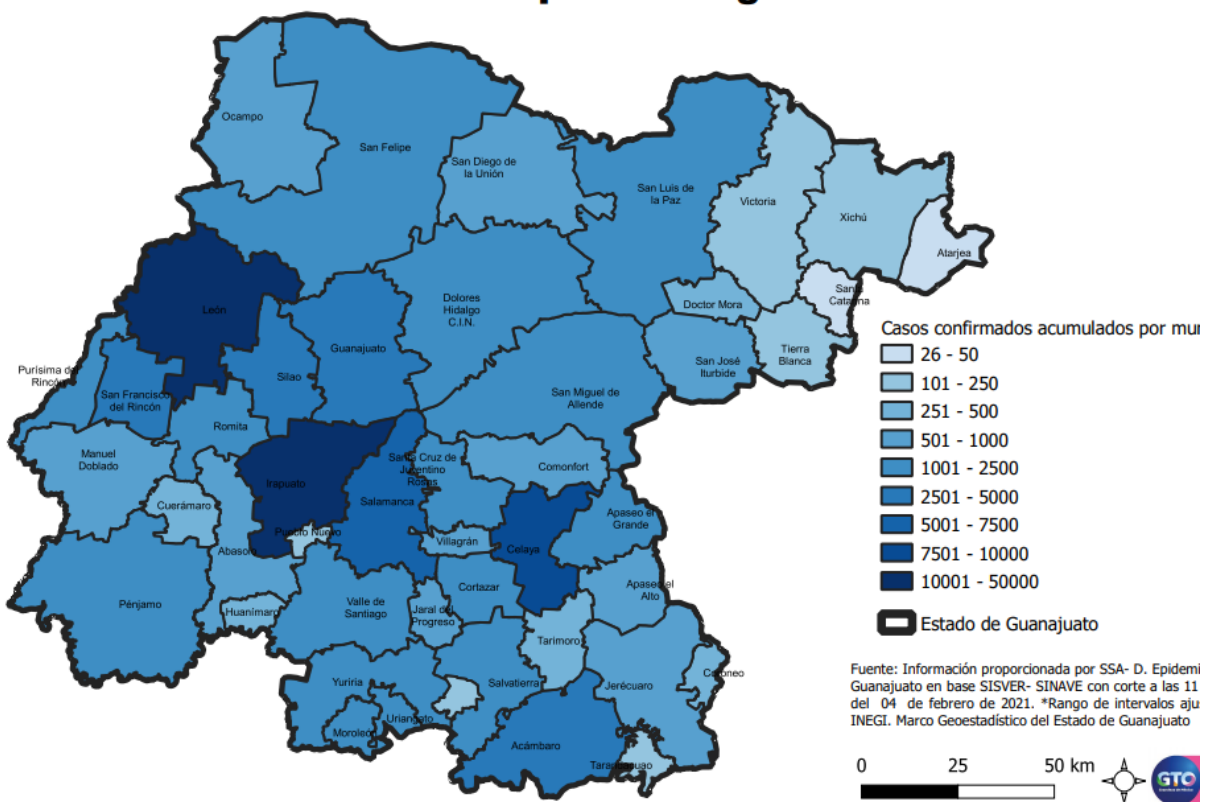 Ocampo
San Felipe
San Diego de
la Unión
San Luis de
la Paz
Victoria
Xichú
Atarjea
Santa
Catarina
Doctor Mora
Tierra
Blanca
San José
Iturbide
León
Dolores
Hidalgo
C.I.N.
Guanajuato
Silao
San Miguel de
Allende
Purísima del
Rincón
San Francisco
del Rincón
Romita
Manuel
Doblado
Cuerámaro
Irapuato
Salamanca
Santa Cruz de
Juventino
Rosas
Comonfort
Apaseo el
Grande
Pueblo Nuevo
Abasolo
Villagrán
Celaya
Pénjamo
Huanímaro
Valle de
Santiago
Jaral del
Progreso
Cortazar
Apaseo el
Alto
Tarimoro
Yuriria
Salvatierra
Jerécuaro
Coroneo
Uriangato
Moroleón
Acámbaro
Tarandacuao
Casos confirmados acumulados por mun
26 - 50
101 - 250
251 - 500
501 - 1000
1001 - 2500
2501 - 5000
5001 - 7500
7501 - 10000
10001 - 50000
Estado de Guanajuato
Fuente: Información proporcionada por SSA- D. Epidemi
Guanajuato en base SISVER- SINAVE con corte a las 11
del 04 de febrero de 2021. *Rango de intervalos aju
INEGI. Marco Geoestadístico del Estado de Guanajuato
0 25 50 km
GTO